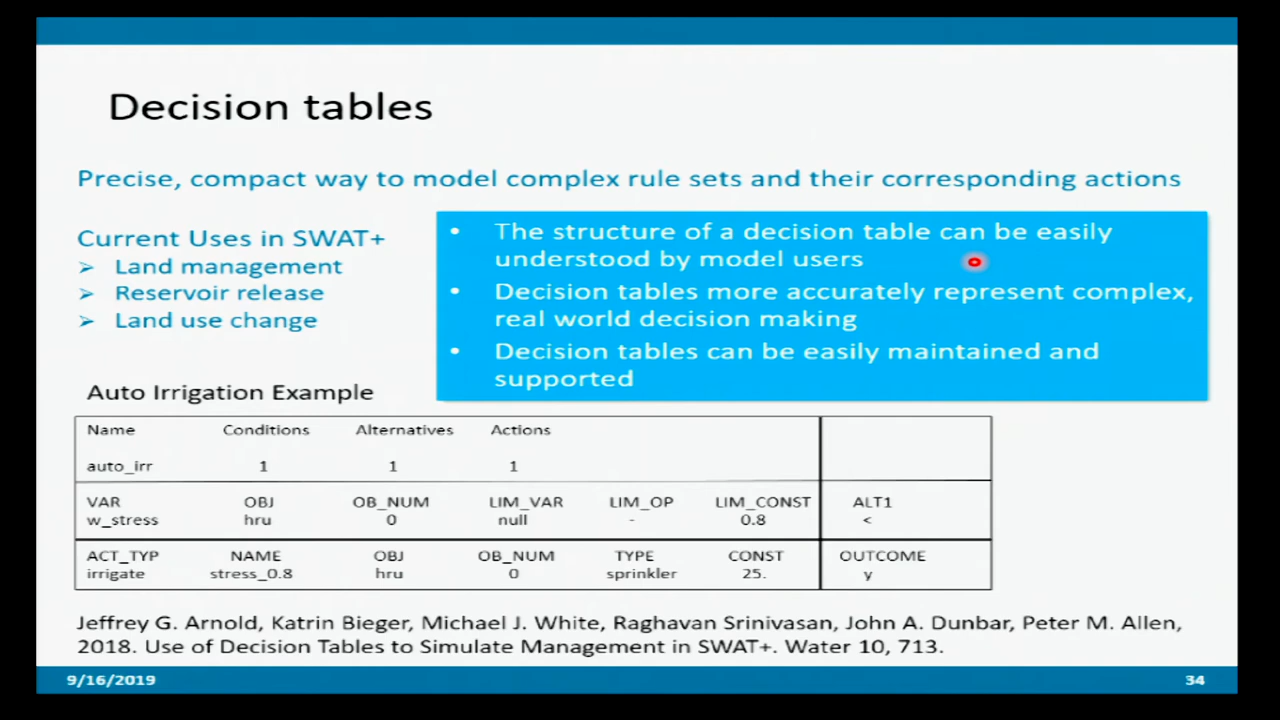 Decision tables
Precise, compact way to model complex rule sets and their corresponding actions
Current Uses in SWAT+
➢ Land management
➢ Reservoir release
➢ Land use change
• The structure of a decision table can be easily
understood by model users
• Decision tables more accurately represent complex,
real world decision making
• Decision tables can be easily maintained and
supported
Auto Irrigation Example
Name Conditions Alternatives Actions
auto_irr 1 1 1
VAR OBJ OB_NUM LIM_VAR LIM_OP LIM_CONST ALT1
w_stress hru 0 null - 0.8 <
ACT_TYP NAME OBJ OB_NUM TYPE CONST OUTCOME
irrigate stress_0.8 hru 0 sprinkler 25. y
Jeffrey G. Arnold, Katrin Bieger, Michael J. White, Raghavan Srinivasan, John A. Dunbar, Peter M. Allen,
2018. Use of Decision Tables to Simulate Management in SWAT+. Water 10, 713.
9/16/2019 34